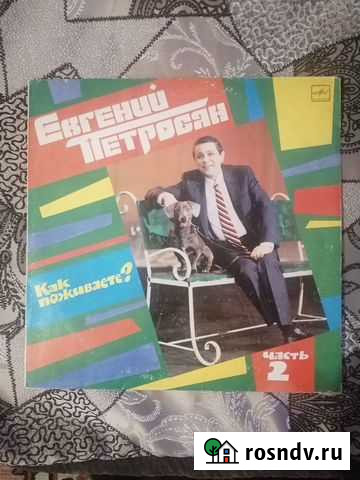 Евгений
Петросян
Как
поживаете?
часть
2
rosndv.ru